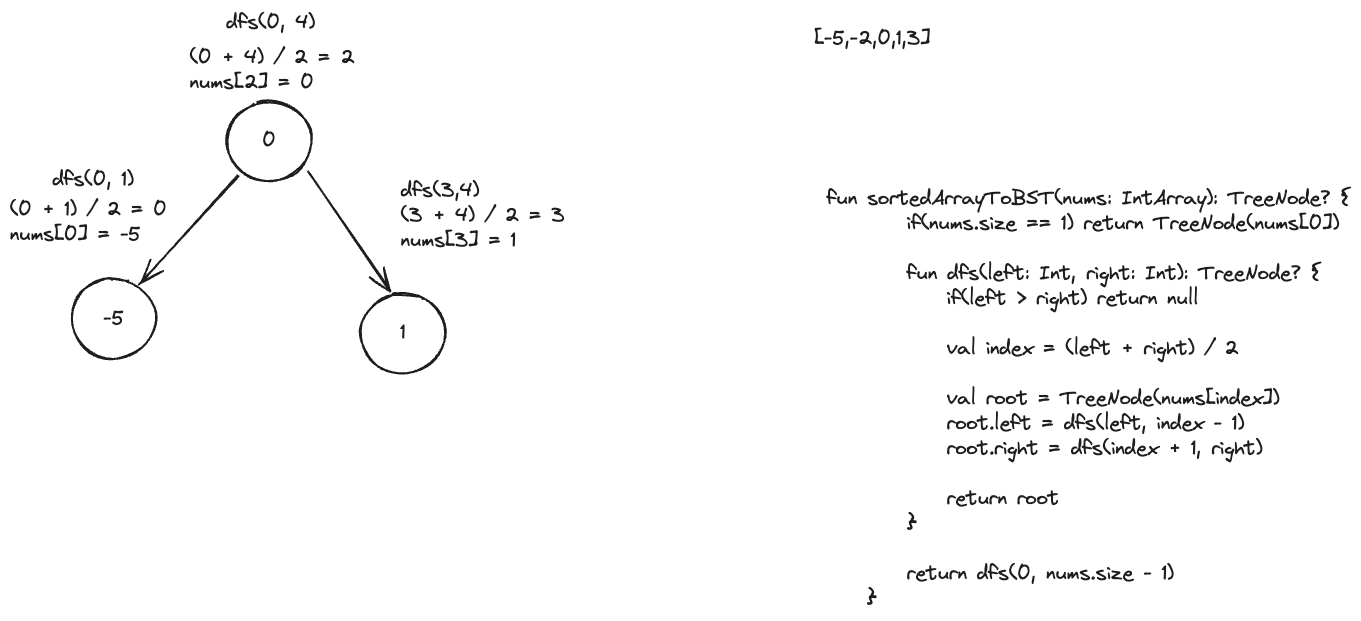 dfs(0, 4)
(0 + 4) / 2 = 2
nums[2] = 0
0
dfs(0, 1)
(0 + 1) / 2 = 0
nums[0] = -5
-5
dfs(3,4)
(3 + 4) / 2 = 3
nums[3] = 1
1
[-5,-2,0,1,3]
fun sortedArrayToBST(nums: IntArray): TreeNode? {
if(nums.size == 1) return TreeNode(nums[0])
fun dfs(left: Int, right: Int): TreeNode? {
if(left > right) return null
val index = (left + right) / 2
val root = TreeNode(nums[index])
root.left = dfs(left, index - 1)
root.right = dfs(index + 1, right)
return root
}
return dfs(0, nums.size - 1)
}